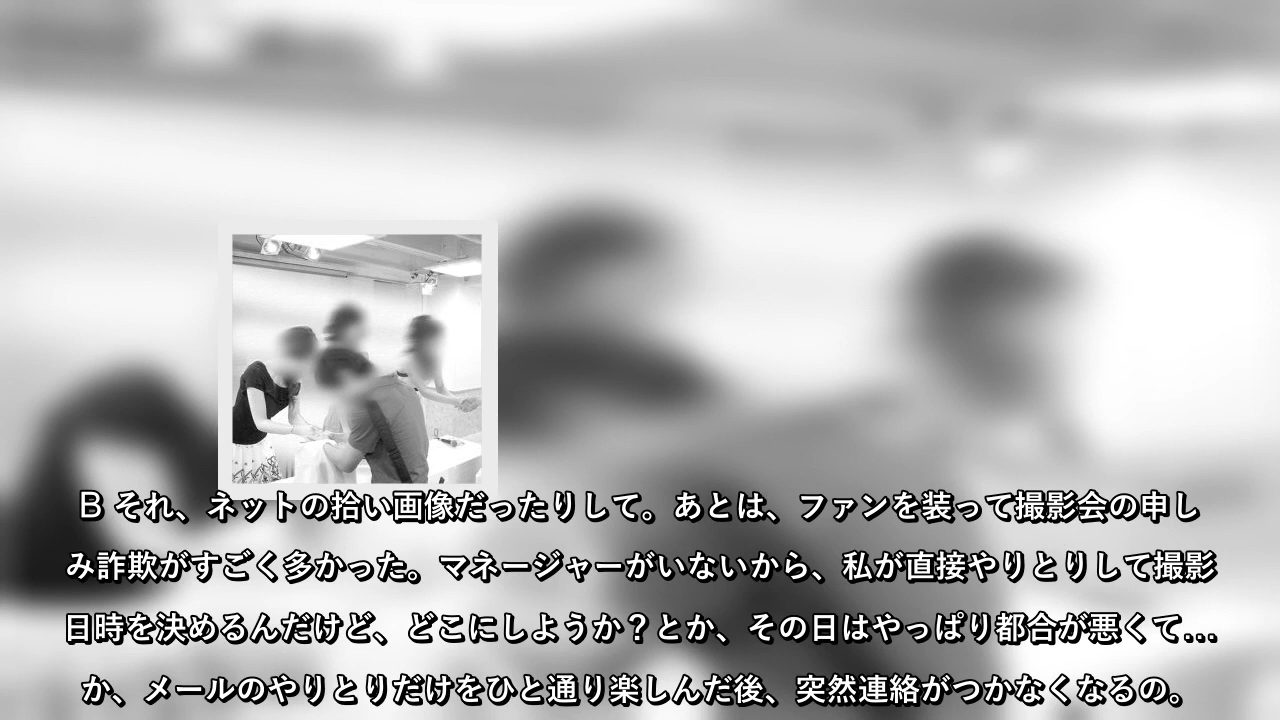 B それ、ネットの拾い画像だったりして。あとは、ファンを装って撮影会の申し
み詐欺がすごく多かった。マネージャーがいないから、私が直接やりとりして撮影
日時を決めるんだけど、どこにしようか？とか、その日はやっぱり都合が悪くて…
か、メールのやりとりだけをひと通り楽しんだ後、突然連絡がつかなくなるの。